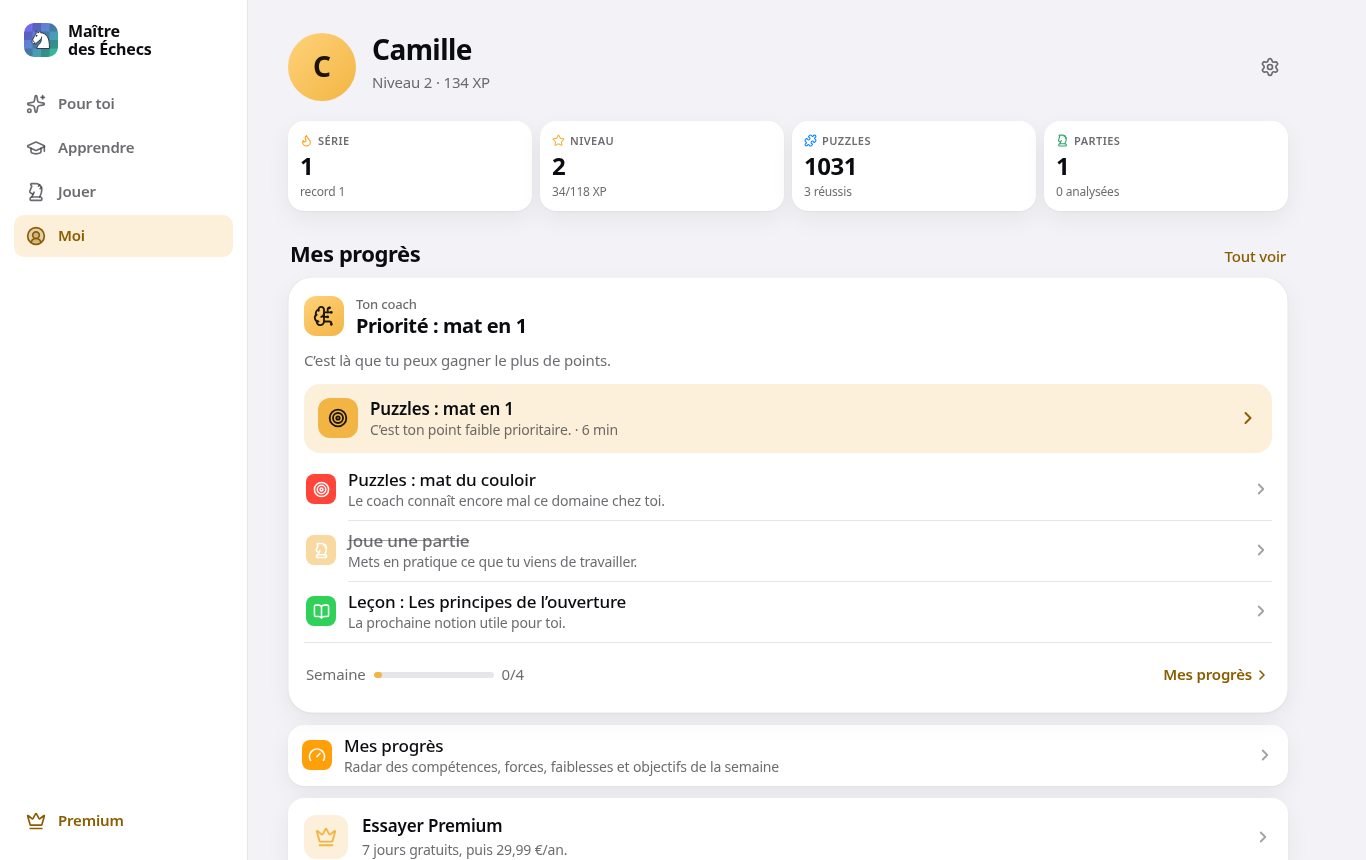 Maître
des Échecs
Pour toi
Apprendre
Jouer
Moi
Premium
C
Camille
Niveau 2 · 134 XP
SÉRIE
1
record 1
NIVEAU
2
34/118 XP
PUZZLES
1031
3 réussis
PARTIES
1
0 analysées
Mes progrès
Tout voir
Ton coach
Priorité : mat en 1
C’est là que tu peux gagner le plus de points.
Puzzles : mat en 1
C’est ton point faible prioritaire. · 6 min
Puzzles : mat du couloir
Le coach connaît encore mal ce domaine chez toi.
Joue une partie
Mets en pratique ce que tu viens de travailler.
Leçon : Les principes de l’ouverture
La prochaine notion utile pour toi.
Semaine 0/4
Mes progrès
Mes progrès
Radar des compétences, forces, faiblesses et objectifs de la semaine
Essayer Premium
7 jours gratuits, puis 29,99 €/an.